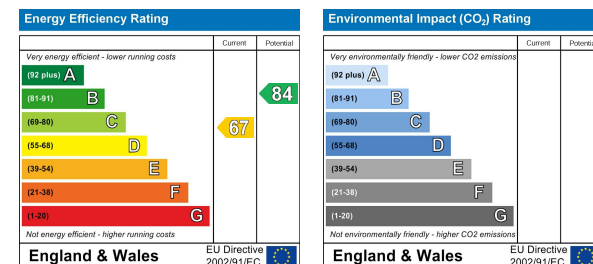 Energy Efficiency Rating
Current Potential
Very energy efficient - lower running costs
(92 plus) A
(81-91) B
84
(69-80) C
67
(55-68) D
(39-54) E
(21-38) F
(1-20) G
Not energy efficient - higher running costs
England & Wales
EU Directive
2002/91/EC
Environmental Impact (CO2) Rating
Current Potential
Very environmentally friendly - lower CO2 emissions
(92 plus) A
(81-91) B
(69-80) C
(55-68) D
(39-54) E
(21-38) F
(1-20) G
Not environmentally friendly - higher CO2 emissions
England & Wales
EU Directive
2002/91/EC